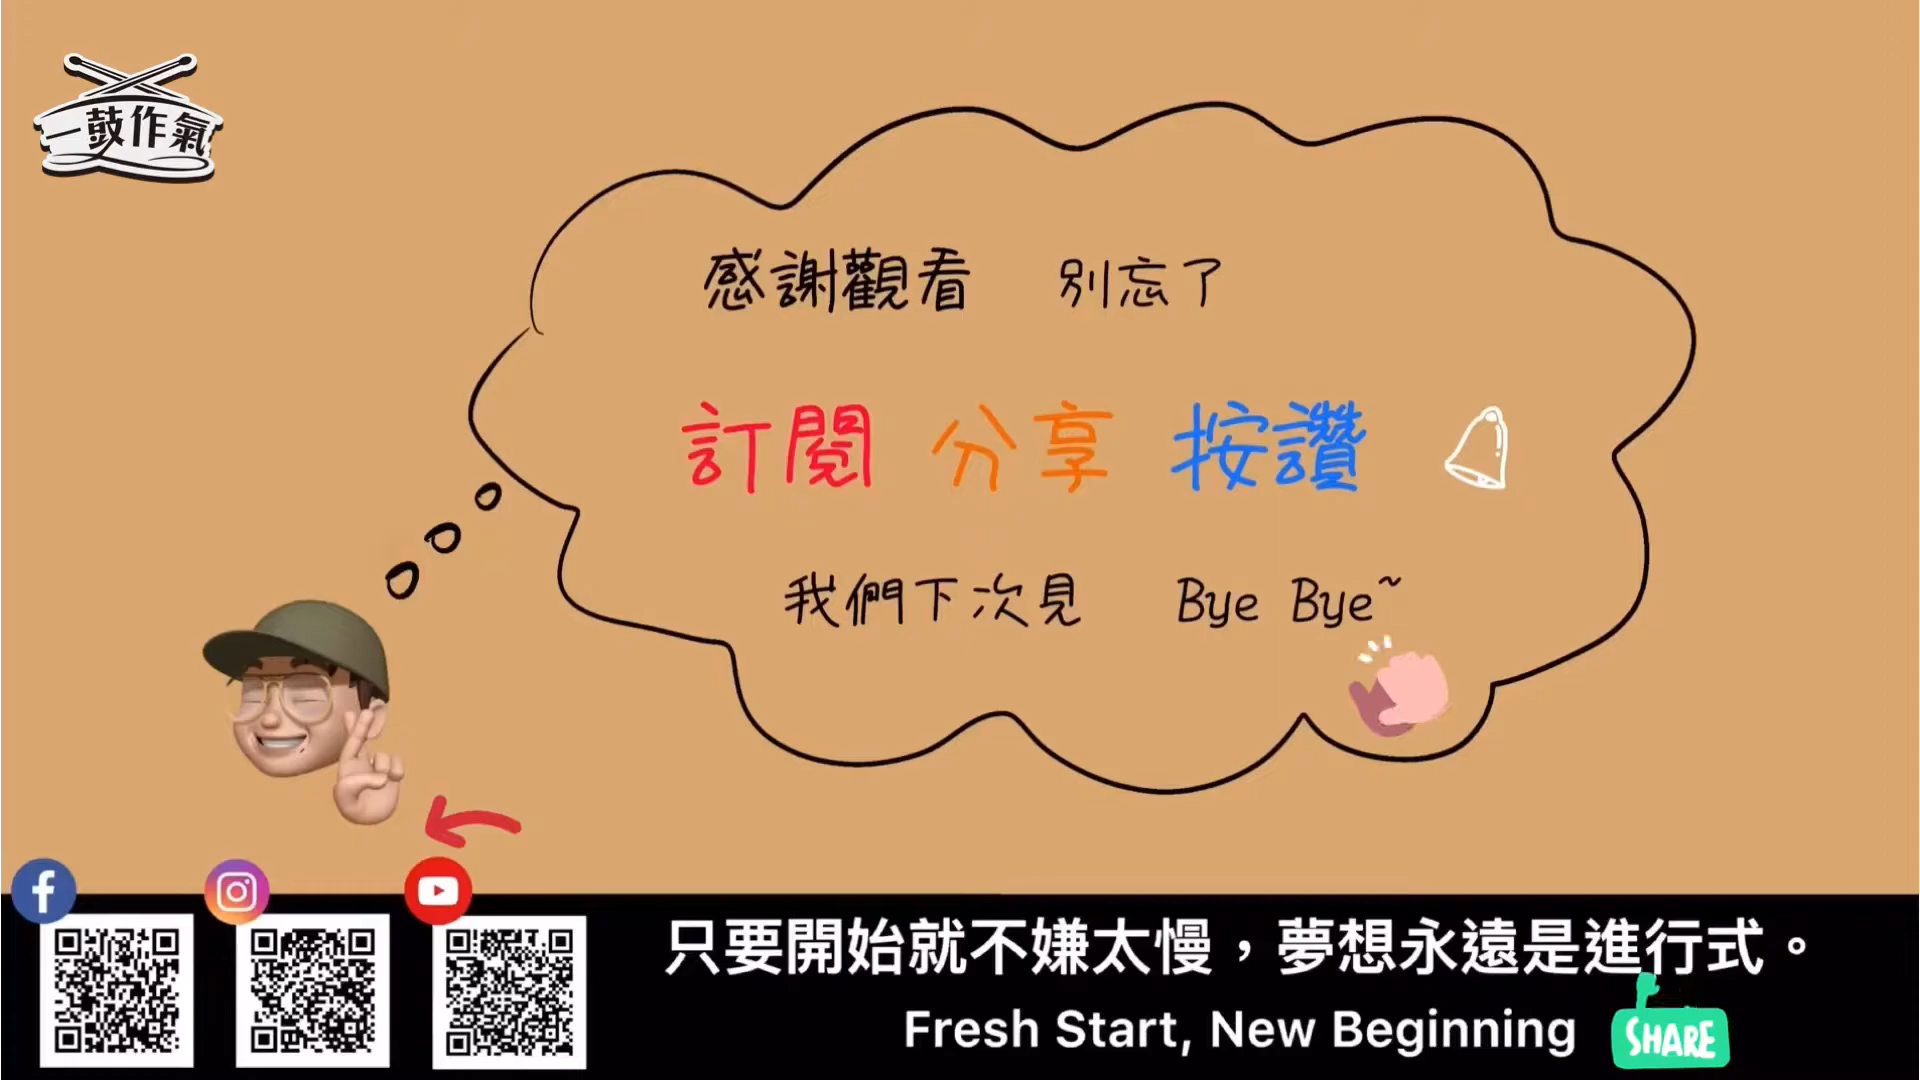 一鼓作氣
感謝觀看 別忘了
訂閱 分享 按讚
我們下次見 Bye Bye~
只要開始就不嫌太慢，夢想永遠是進行式。
Fresh Start, New Beginning
SHARE